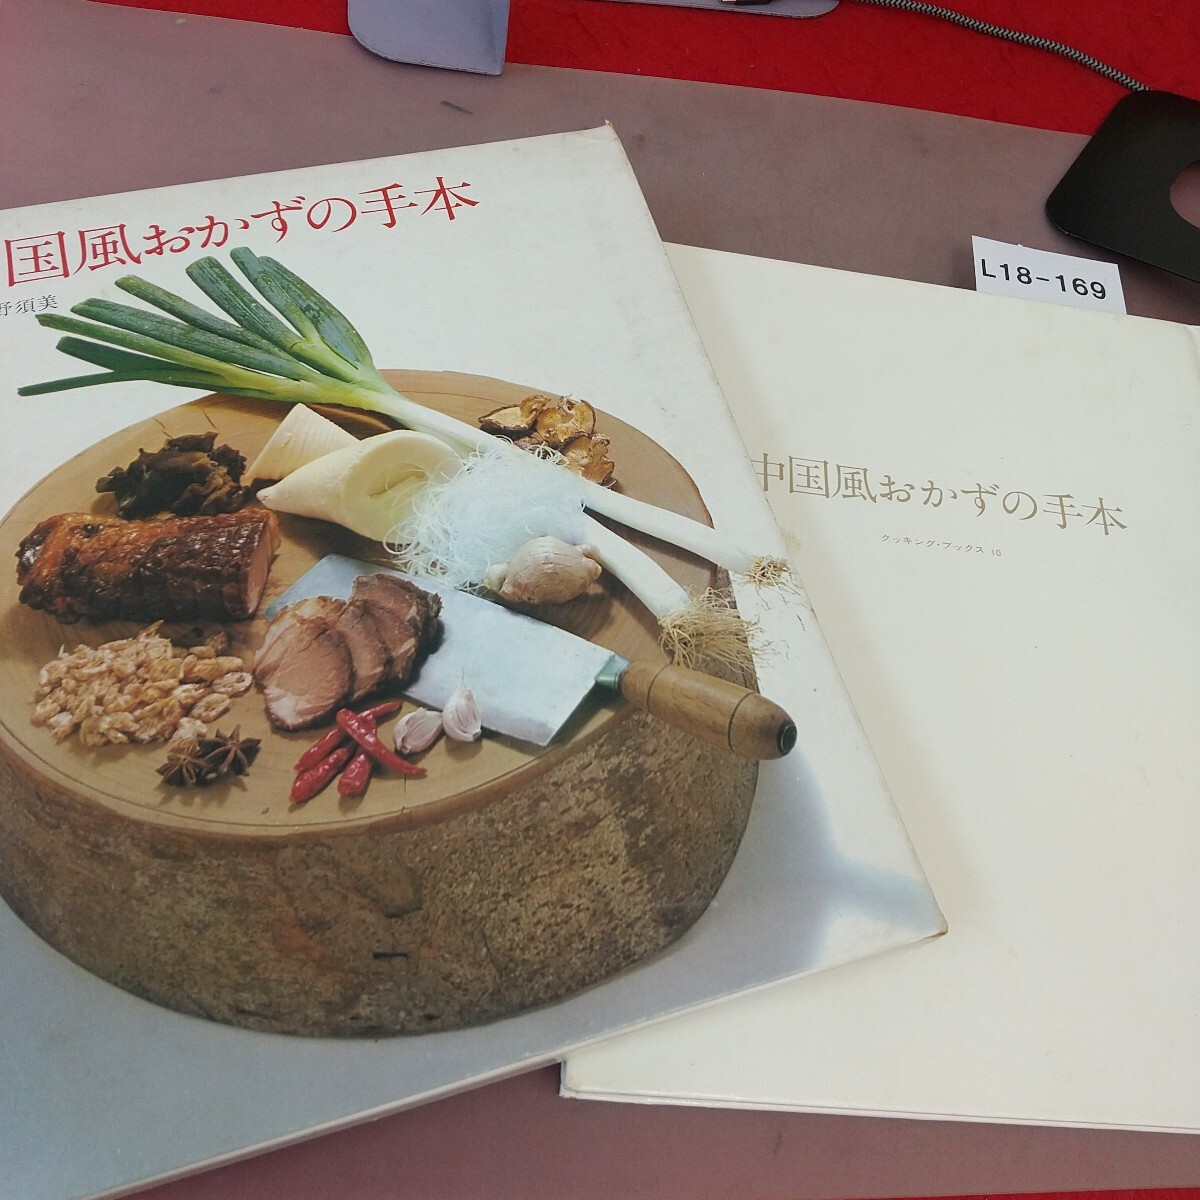 国風おかずの手本
野須美
L18-169
中国風おかずの手本
クッキング・ブックス 10